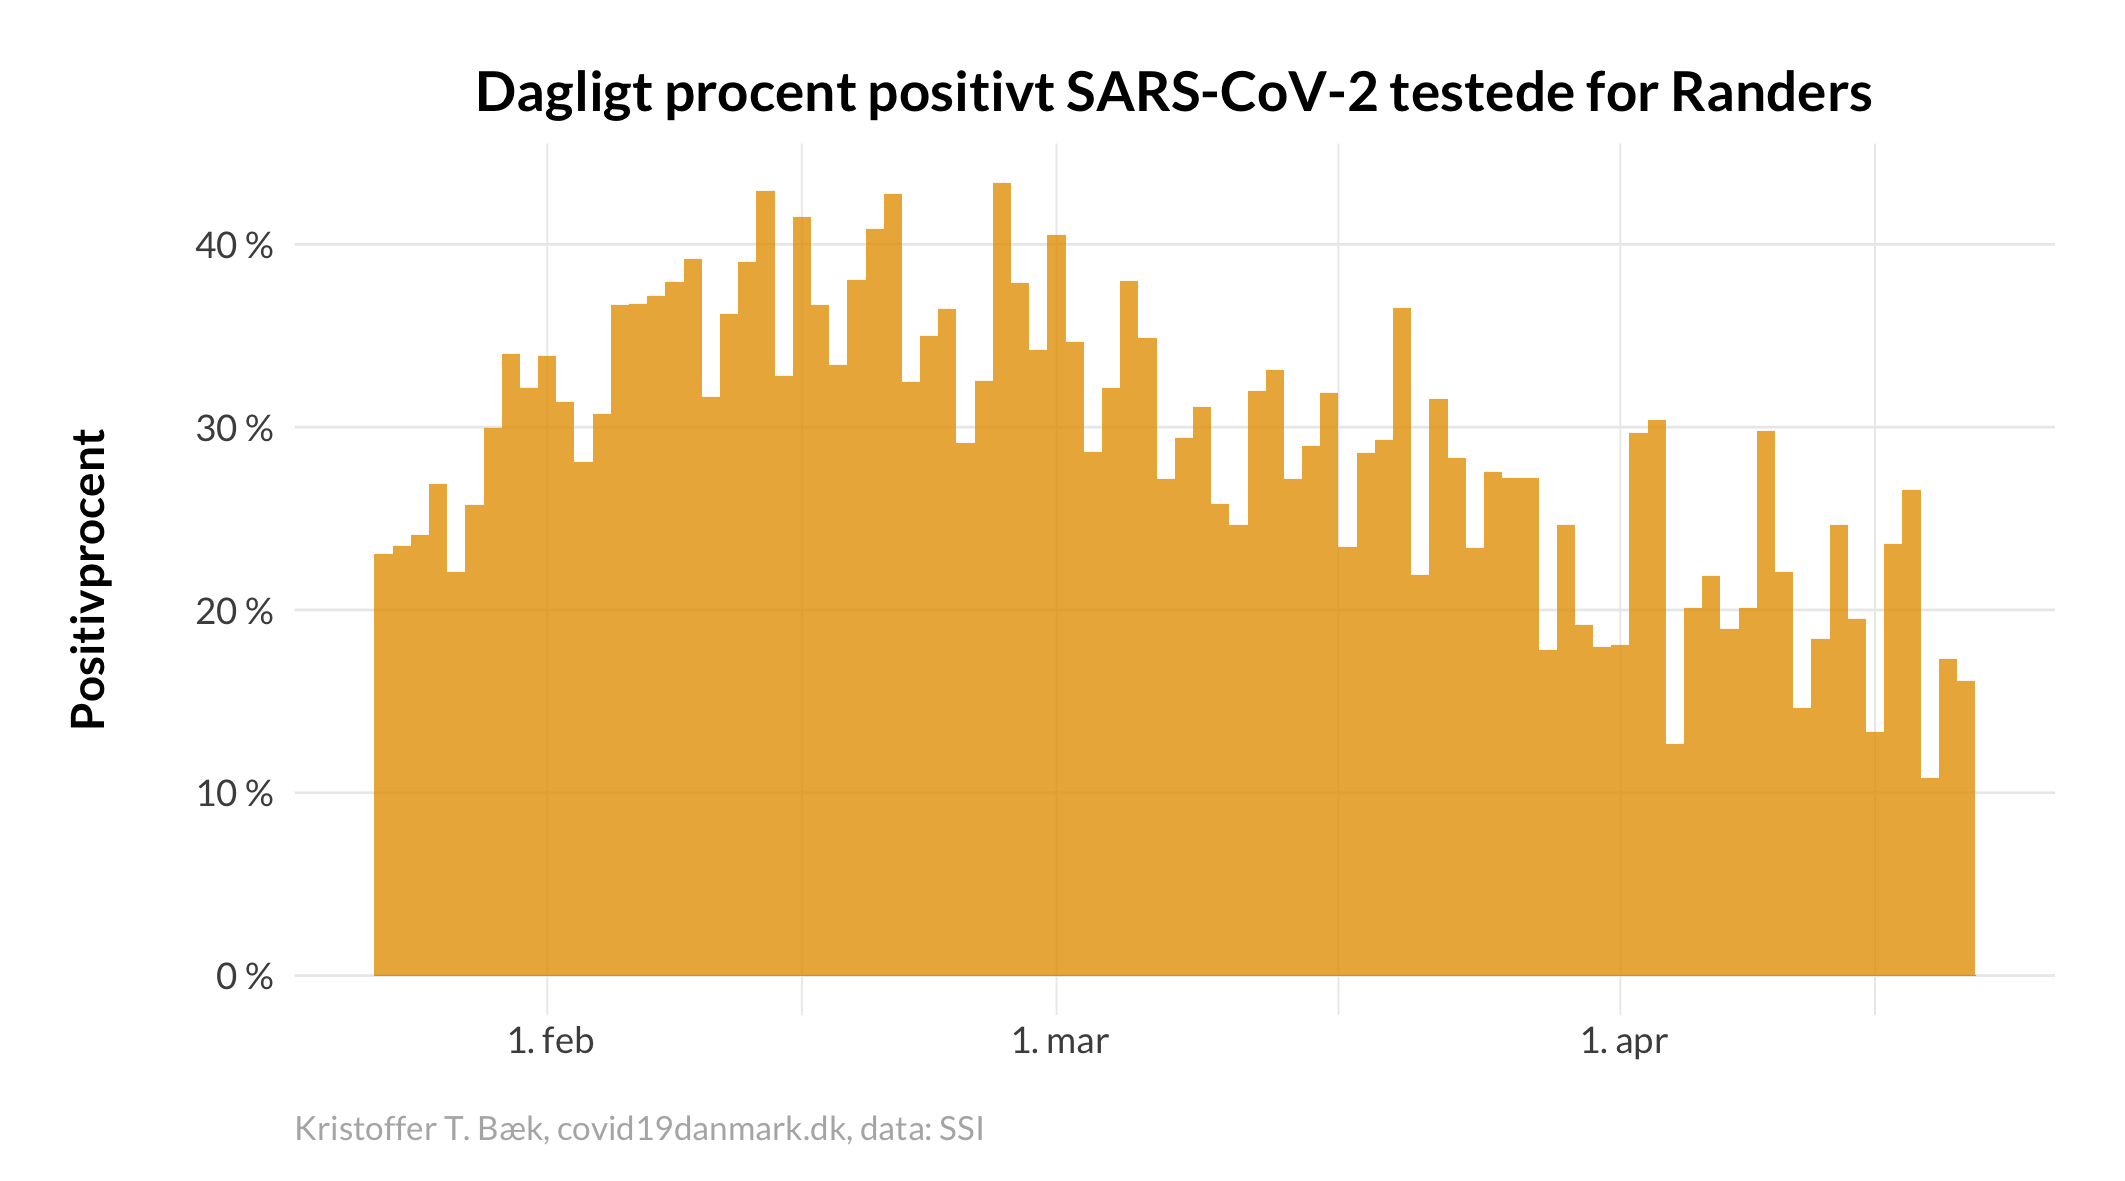 Dagligt procent positivt SARS-CoV-2 testede for Randers
Positivprocent
40 %
30 %
20 %
10 %
0 %
1. feb
1. mar
1. apr
Kristoffer T. Bæk, covid19danmark.dk, data: SSI